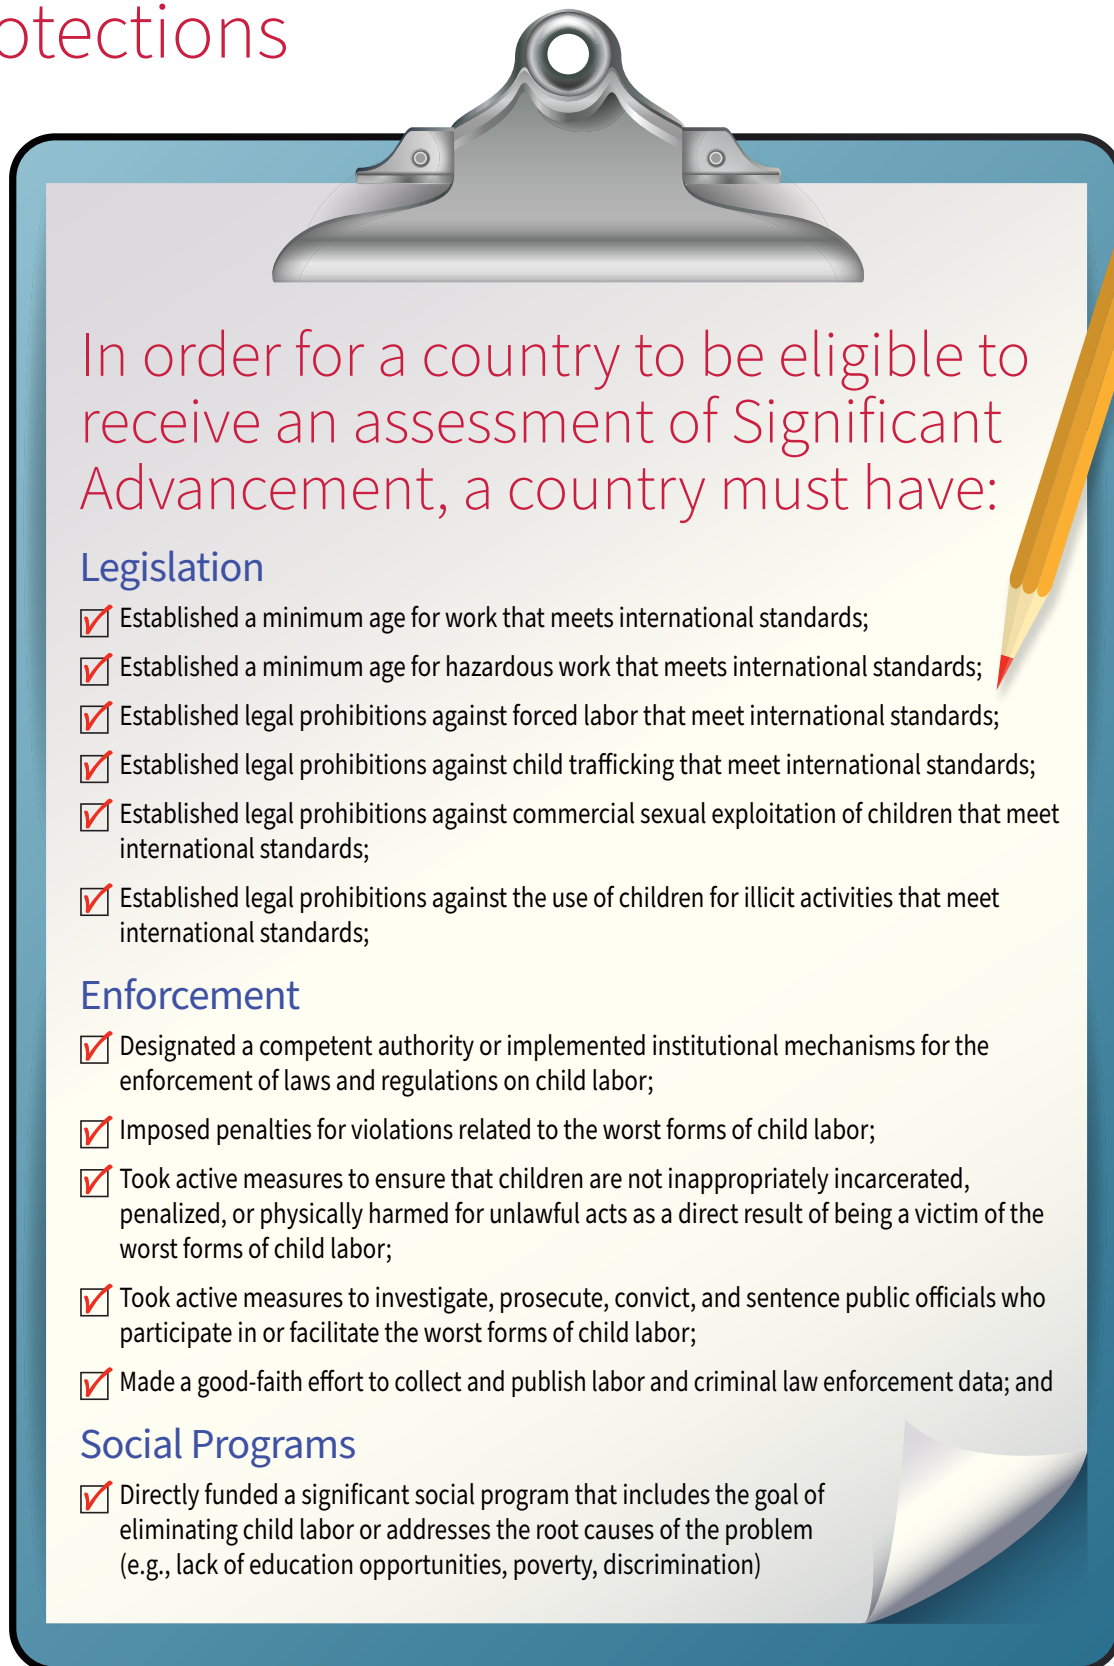 otections
In order for a country to be eligible to
receive an assessment of Significant
Advancement, a country must have:
Legislation
Established a minimum age for work that meets international standards;
Established a minimum age for hazardous work that meets international standards;
Established legal prohibitions against forced labor that meet international standards;
Established legal prohibitions against child trafficking that meet international standards;
Established legal prohibitions against commercial sexual exploitation of children that meet
international standards;
Established legal prohibitions against the use of children for illicit activities that meet
international standards;
Enforcement
Designated a competent authority or implemented institutional mechanisms for the
enforcement of laws and regulations on child labor;
Imposed penalties for violations related to the worst forms of child labor;
Took active measures to ensure that children are not inappropriately incarcerated,
penalized, or physically harmed for unlawful acts as a direct result of being a victim of the
worst forms of child labor;
Took active measures to investigate, prosecute, convict, and sentence public officials who
participate in or facilitate the worst forms of child labor;
Made a good-faith effort to collect and publish labor and criminal law enforcement data; and
Social Programs
Directly funded a significant social program that includes the goal of
eliminating child labor or addresses the root causes of the problem
(e.g., lack of education opportunities, poverty, discrimination)